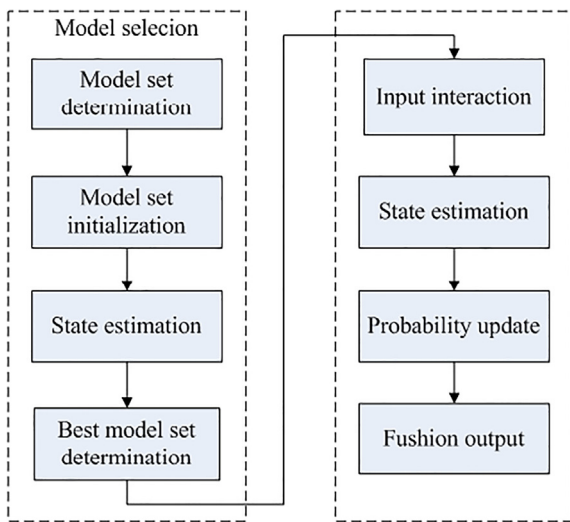 Model selecion
Model set
determination
Model set
initialization
State estimation
Best model set
determination
Input interaction
State estimation
Probability update
Fushion output